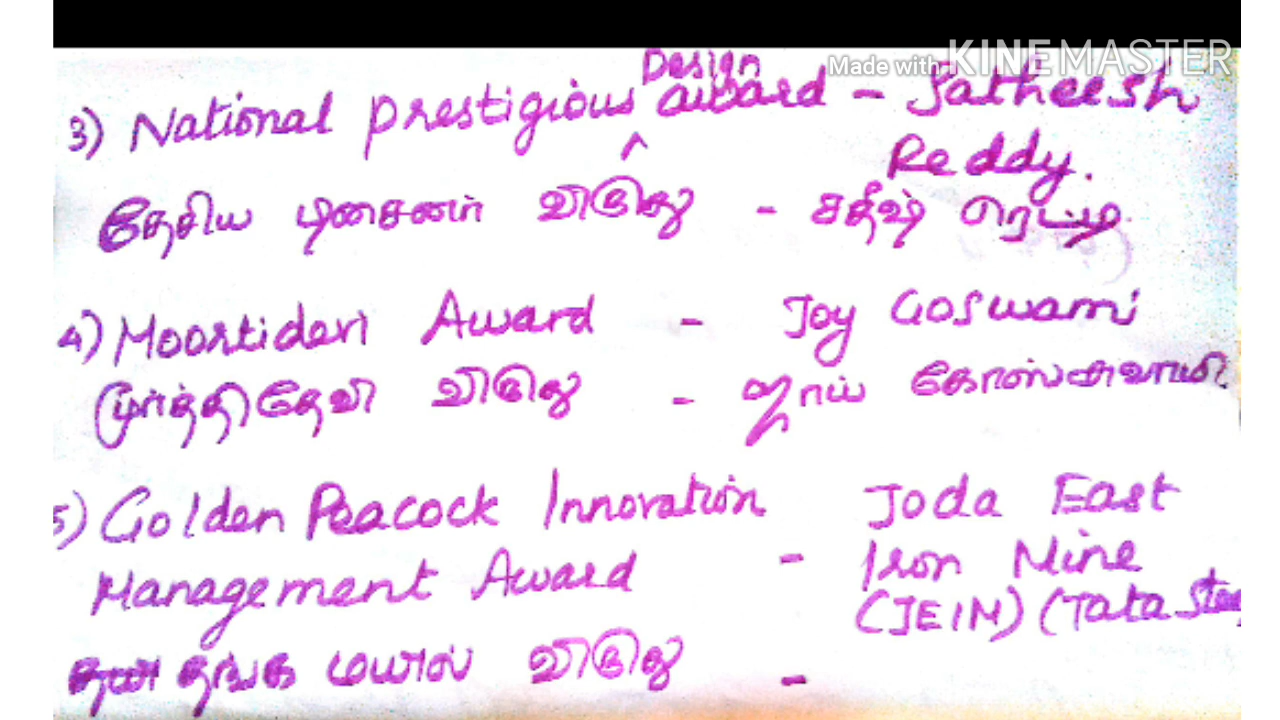 Made with KINEMASTER
3) National prestigious Design award - Satheesh
Reddy.
தேசிய டிசைனர் விருது - சதீஷ் ரெட்டி
4) Moortidevi Award - Joy Goswami
மூர்த்திதேவி விருது - ஜாய் கோஸ்சுவாமி
5) Golden Peacock Innovation Joda East
Management Award - Iron Mine
(JEIM) (Tata Steel
தங்க மயில் விருது -